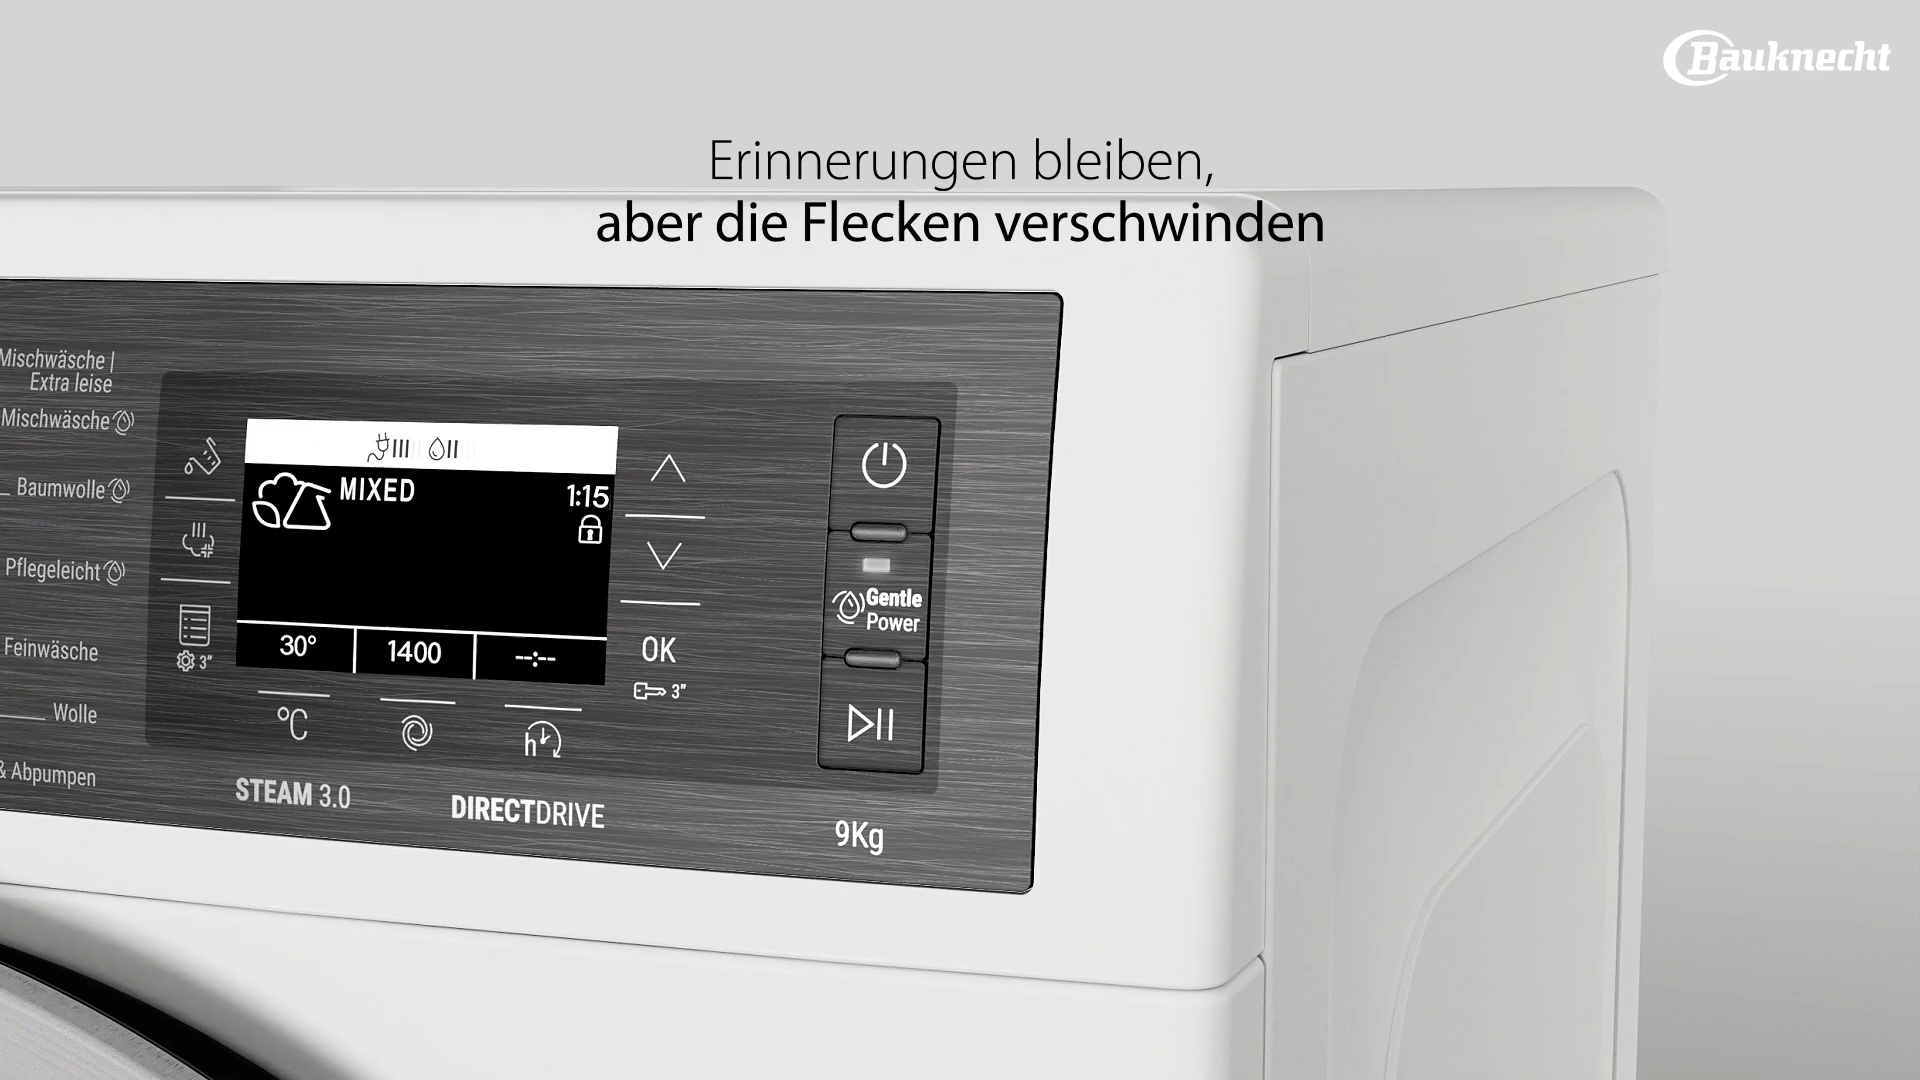 Bauknecht
Erinnerungen bleiben,
aber die Flecken verschwinden
Mischwäsche |
Extra leise
Mischwäsche
Baumwolle
Pflegeleicht
Feinwäsche
Wolle
& Abpumpen
3"
MIXED
1:15
30°
1400
--:--
°C
h
OK
3"
Gentle
Power
STEAM 3.0
DIRECTDRIVE
9Kg